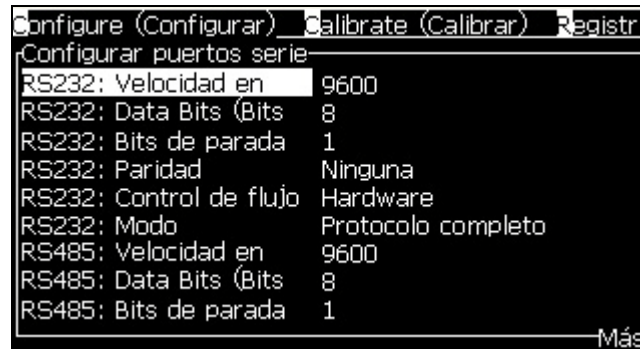 Configure (Configurar) Calibrate (Calibrar) Registr
Configurar puertos serie
RS232: Velocidad en 9600
RS232: Data Bits (Bits 8
RS232: Bits de parada 1
RS232: Paridad Ninguna
RS232: Control de flujo Hardware
RS232: Modo Protocolo completo
RS485: Velocidad en 9600
RS485: Data Bits (Bits 8
RS485: Bits de parada 1
Más